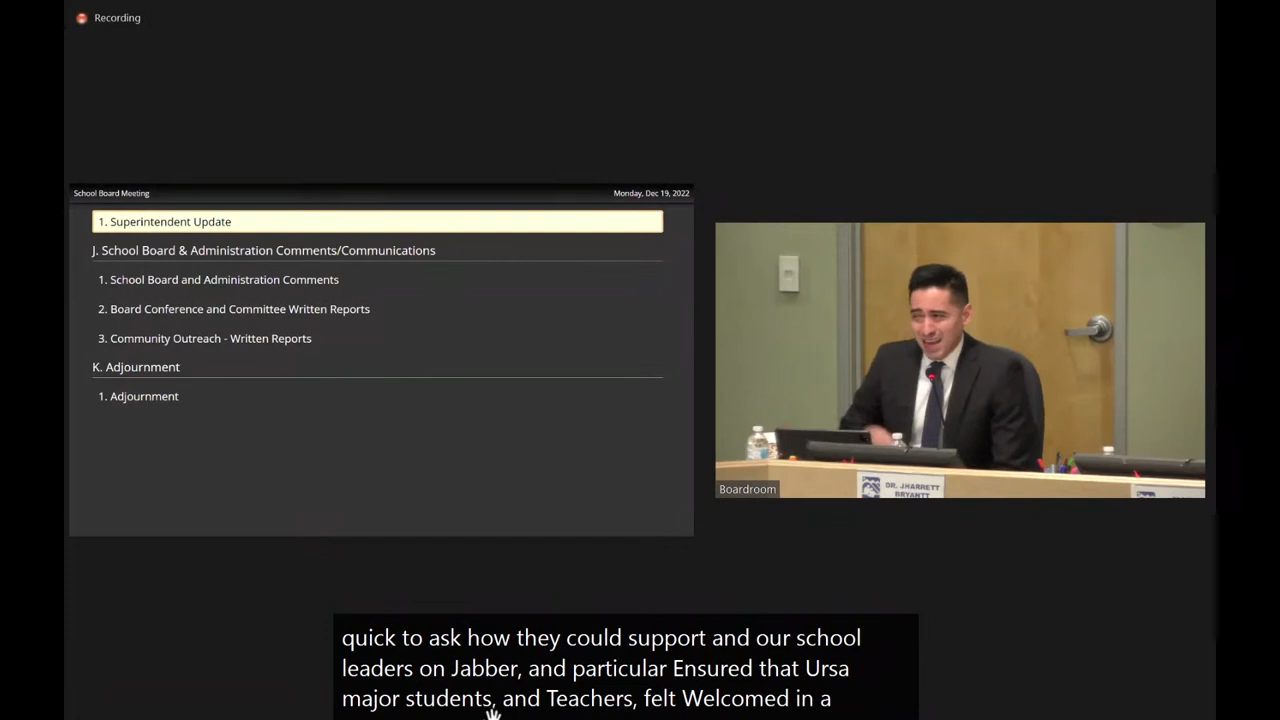 Recording
School Board Meeting
Monday, Dec 19, 2022
1. Superintendent Update
J. School Board & Administration Comments/Communications
1. School Board and Administration Comments
2. Board Conference and Committee Written Reports
3. Community Outreach - Written Reports
K. Adjournment
1. Adjournment
DR. JHARRETT
BRYANTT
Boardroom
quick to ask how they could support and our school
leaders on Jabber, and particular Ensured that Ursa
major students, and Teachers, felt Welcomed in a